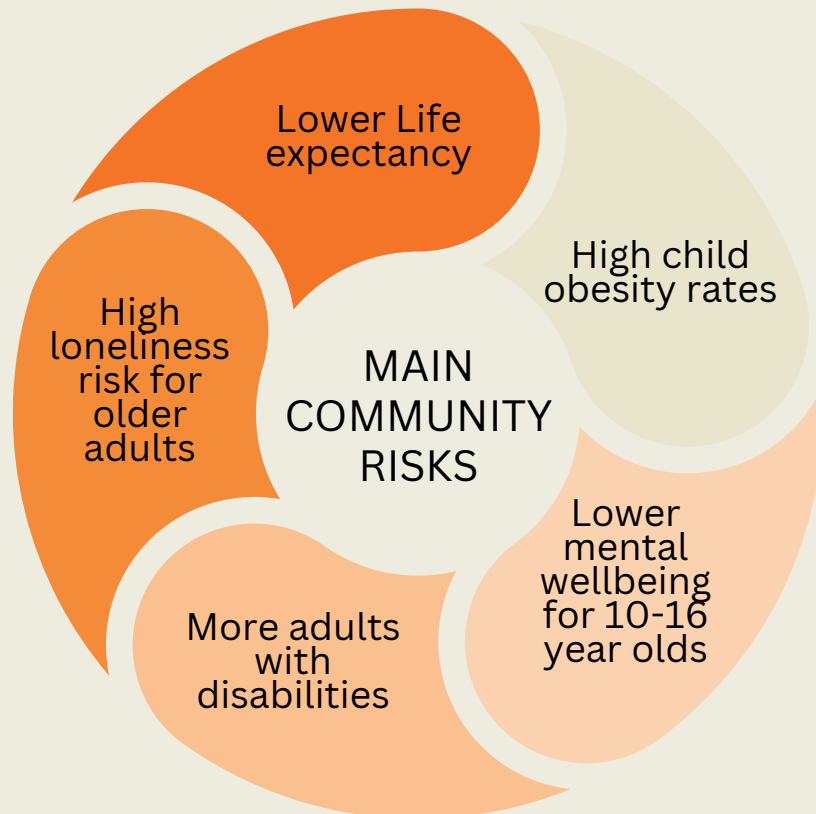 Lower Life
expectancy
High child
obesity rates
Lower
mental
wellbeing
for 10-16
year olds
More adults
with
disabilities
High
loneliness
risk for
older
adults
MAIN
COMMUNITY
RISKS